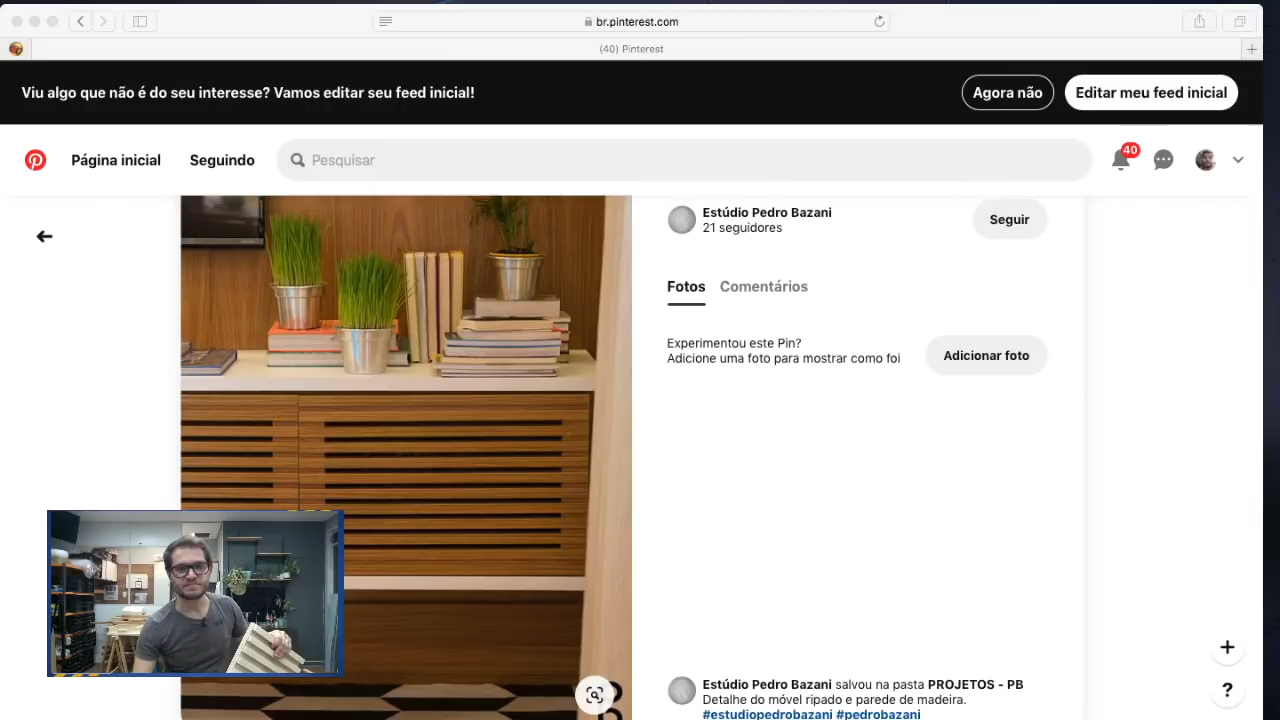 br.pinterest.com
(40) Pinterest
Viu algo que não é do seu interesse? Vamos editar seu feed inicial!
Agora não
Editar meu feed inicial
Página inicial
Seguindo
Pesquisar
40
Estúdio Pedro Bazani
21 seguidores
Seguir
Fotos
Comentários
Experimentou este Pin?
Adicione uma foto para mostrar como foi
Adicionar foto
Estúdio Pedro Bazani salvou na pasta PROJETOS - PB
Detalhe do móvel ripado e parede de madeira.
#estudiopedrobazani #pedrobazani
+
?